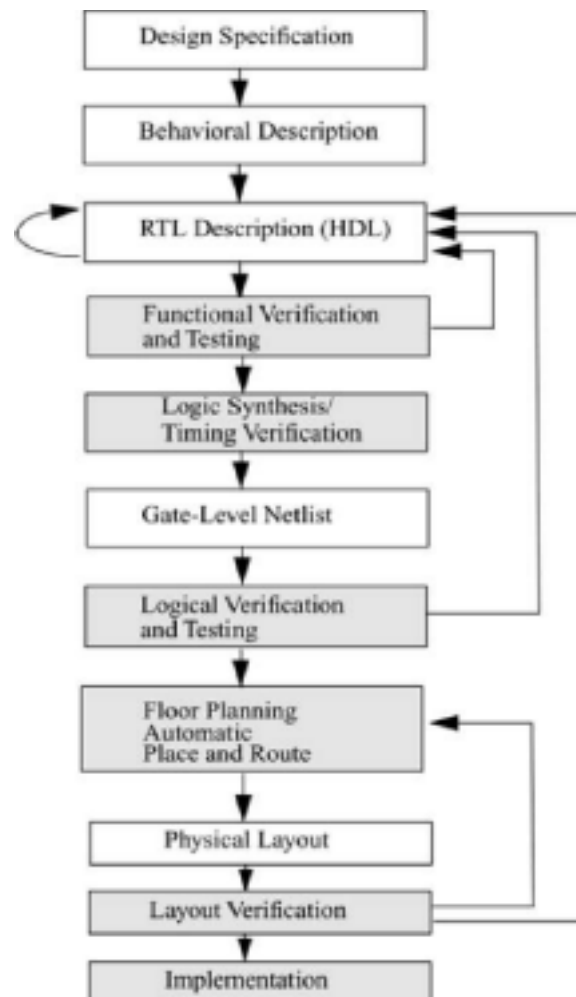 Design Specification
Behavioral Description
RTL Description (HDL)
Functional Verification
and Testing
Logic Synthesis/
Timing Verification
Gate-Level Netlist
Logical Verification
and Testing
Floor Planning
Automatic
Place and Route
Physical Layout
Layout Verification
Implementation